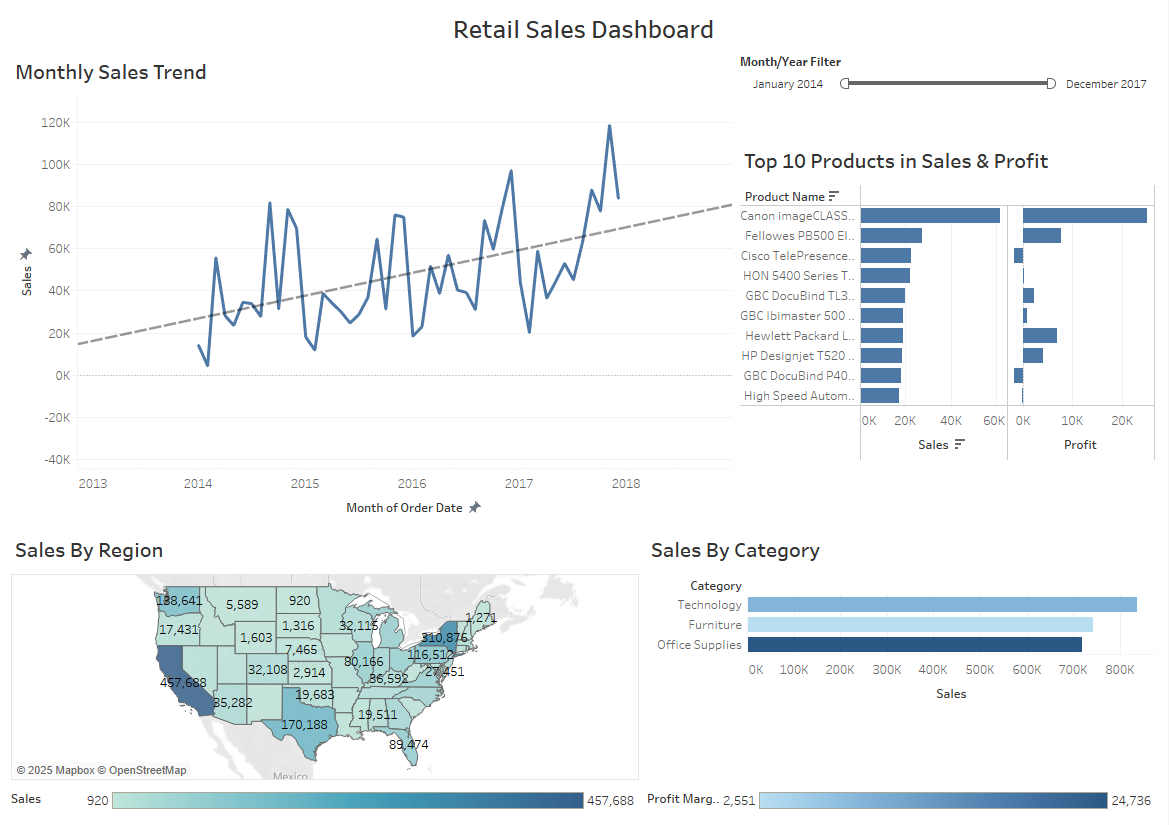 Retail Sales Dashboard
Monthly Sales Trend
Month/Year Filter
January 2014
December 2017
120K
100K
80K
60K
40K
20K
0K
-20K
-40K
Sales
2013
2014
2015
2016
2017
2018
Month of Order Date
Top 10 Products in Sales & Profit
Product Name
Canon imageCLASS..
Fellowes PB500 El..
Cisco TelePresence..
HON 5400 Series T..
GBC DocuBind TL3..
GBC Ibimaster 500 ..
Hewlett Packard L..
HP Designjet T520 ..
GBC DocuBind P40..
High Speed Autom..
0K 20K 40K 60K 0K 10K 20K
Sales
Profit
Sales By Region
138,641
5,589
920
1,271
17,431
1,316
32,115
310,876
1,603
7,465
116,512
80,166
457,688
32,108
2,914
36,592
27,451
35,282
19,683
19,511
170,188
89,474
Mexico
© 2025 Mapbox © OpenStreetMap
Sales
920
457,688
Sales By Category
Category
Technology
Furniture
Office Supplies
0K 100K 200K 300K 400K 500K 600K 700K 800K
Sales
Profit Marg..
2,551
24,736